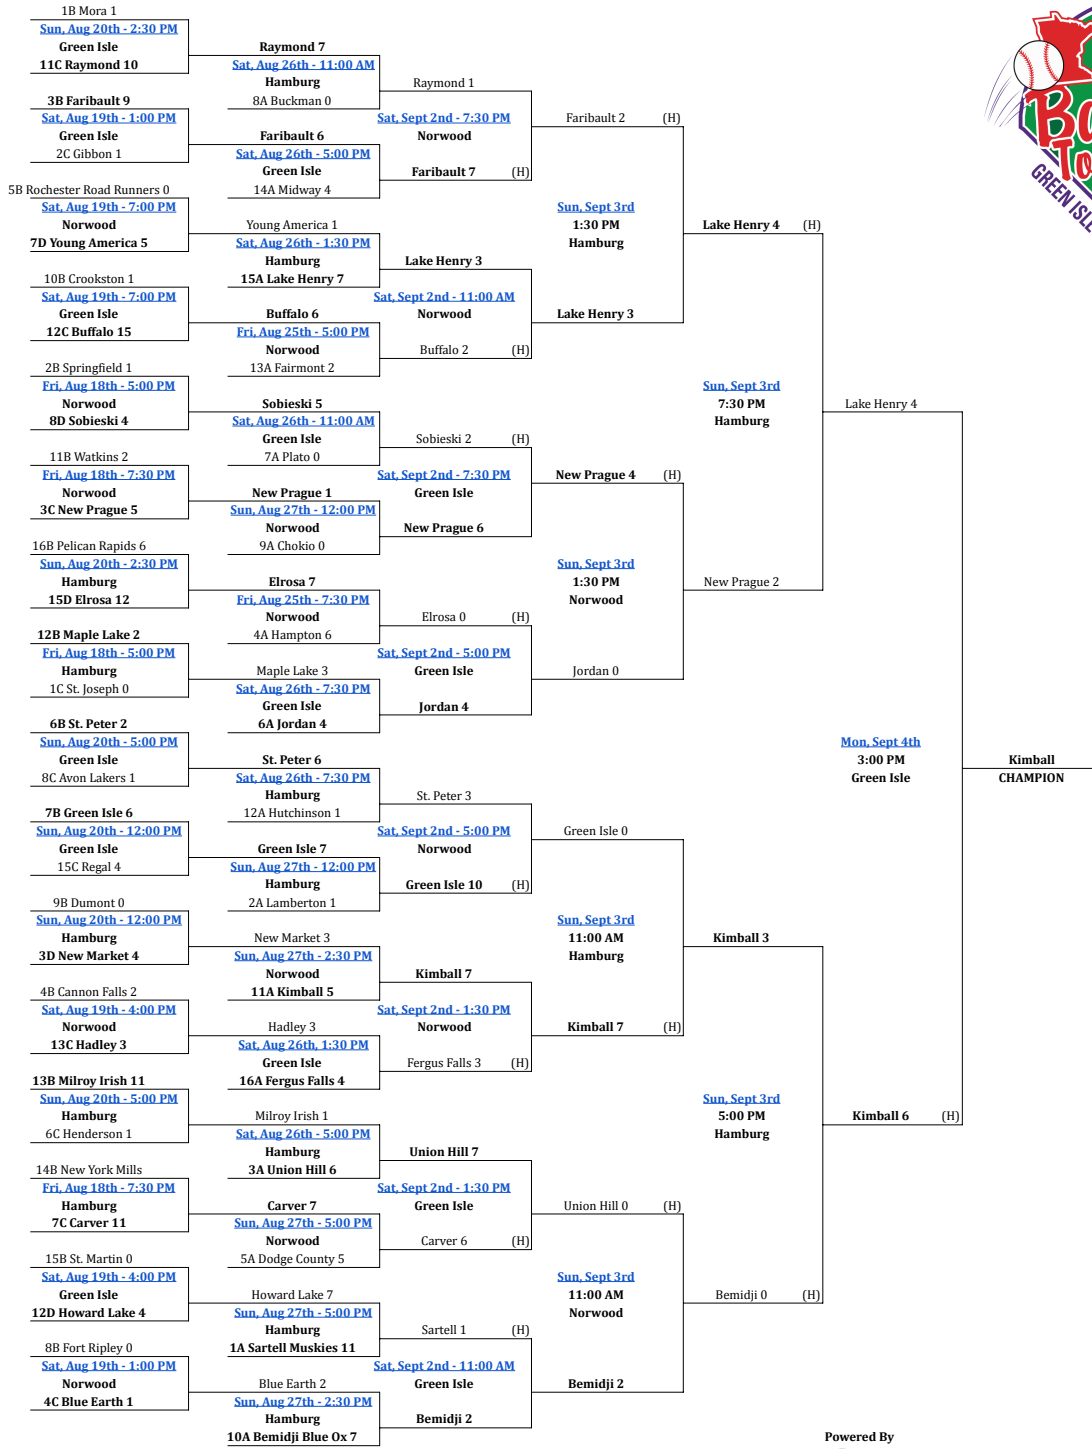 1B Mora 1
Sun, Aug 20th - 2:30 PM
Green Isle
11C Raymond 10
3B Faribault 9
Sat, Aug 19th - 1:00 PM
Green Isle
2C Gibbon 1
5B Rochester Road Runners 0
Sat, Aug 19th - 7:00 PM
Norwood
7D Young America 5
10B Crookston 1
Sat, Aug 19th - 7:00 PM
Green Isle
12C Buffalo 15
2B Springfield 1
Fri, Aug 18th - 5:00 PM
Norwood
8D Sobieski 4
11B Watkins 2
Fri, Aug 18th - 7:30 PM
Norwood
3C New Prague 5
16B Pelican Rapids 6
Sun, Aug 20th - 2:30 PM
Hamburg
15D Elrosa 12
12B Maple Lake 2
Fri, Aug 18th - 5:00 PM
Hamburg
1C St. Joseph 0
6B St. Peter 2
Sun, Aug 20th - 5:00 PM
Green Isle
8C Avon Lakers 1
7B Green Isle 6
Sun, Aug 20th - 12:00 PM
Green Isle
15C Regal 4
9B Dumont 0
Sun, Aug 20th - 12:00 PM
Hamburg
3D New Market 4
4B Cannon Falls 2
Sat, Aug 19th - 4:00 PM
Norwood
13C Hadley 3
13B Milroy Irish 11
Sun, Aug 20th - 5:00 PM
Hamburg
6C Henderson 1
14B New York Mills
Fri, Aug 18th - 7:30 PM
Hamburg
7C Carver 11
15B St. Martin 0
Sat, Aug 19th - 4:00 PM
Green Isle
12D Howard Lake 4
8B Fort Ripley 0
Sat, Aug 19th - 1:00 PM
Norwood
4C Blue Earth 1
Raymond 7
Sat, Aug 26th - 11:00 AM
Hamburg
8A Buckman 0
Faribault 6
Sat, Aug 26th - 5:00 PM
Green Isle
14A Midway 4
Young America 1
Sat, Aug 26th - 1:30 PM
Hamburg
15A Lake Henry 7
Buffalo 6
Fri, Aug 25th - 5:00 PM
Norwood
13A Fairmont 2
Sobieski 5
Sat, Aug 26th - 11:00 AM
Green Isle
7A Plato 0
New Prague 1
Sun, Aug 27th - 12:00 PM
Norwood
9A Chokio 0
Elrosa 7
Fri, Aug 25th - 7:30 PM
Norwood
4A Hampton 6
Maple Lake 3
Sat, Aug 26th - 7:30 PM
Green Isle
6A Jordan 4
St. Peter 6
Sat, Aug 26th - 7:30 PM
Hamburg
12A Hutchinson 1
Green Isle 7
Sun, Aug 27th - 12:00 PM
Hamburg
2A Lamberton 1
New Market 3
Sun, Aug 27th - 2:30 PM
Norwood
11A Kimball 5
Hadley 3
Sat, Aug 26th, 1:30 PM
Green Isle
16A Fergus Falls 4
Milroy Irish 1
Sat, Aug 26th - 5:00 PM
Hamburg
3A Union Hill 6
Carver 7
Sun, Aug 27th - 5:00 PM
Norwood
5A Dodge County 5
Howard Lake 7
Sun, Aug 27th - 5:00 PM
Hamburg
1A Sartell Muskies 11
Blue Earth 2
Sun, Aug 27th - 2:30 PM
Hamburg
10A Bemidji Blue Ox 7
Raymond 1
Sat, Sept 2nd - 7:30 PM
Norwood
Faribault 7 (H)
Lake Henry 3
Sat, Sept 2nd - 11:00 AM
Norwood
Buffalo 2 (H)
Sobieski 2 (H)
Sat, Sept 2nd - 7:30 PM
Green Isle
New Prague 6
Elrosa 0 (H)
Sat, Sept 2nd - 5:00 PM
Green Isle
Jordan 4
St. Peter 3
Sat, Sept 2nd - 5:00 PM
Norwood
Green Isle 10 (H)
Kimball 7
Sat, Sept 2nd - 1:30 PM
Norwood
Fergus Falls 3 (H)
Union Hill 7
Sat, Sept 2nd - 1:30 PM
Green Isle
Carver 6 (H)
Sartell 1 (H)
Sat, Sept 2nd - 11:00 AM
Green Isle
Bemidji 2
Faribault 2 (H)
Sun, Sept 3rd
1:30 PM
Hamburg
Lake Henry 3
New Prague 4 (H)
Sun, Sept 3rd
1:30 PM
Norwood
Jordan 0
Green Isle 0
Sun, Sept 3rd
11:00 AM
Hamburg
Kimball 7 (H)
Union Hill 0 (H)
Sun, Sept 3rd
11:00 AM
Norwood
Bemidji 2
Lake Henry 4 (H)
Sun, Sept 3rd
7:30 PM
Hamburg
New Prague 2
Kimball 3
Sun, Sept 3rd
5:00 PM
Hamburg
Bemidji 0 (H)
Lake Henry 4
Mon, Sept 4th
3:00 PM
Green Isle
Kimball 6 (H)
Kimball
CHAMPION
GREEN ISLE
Powered By